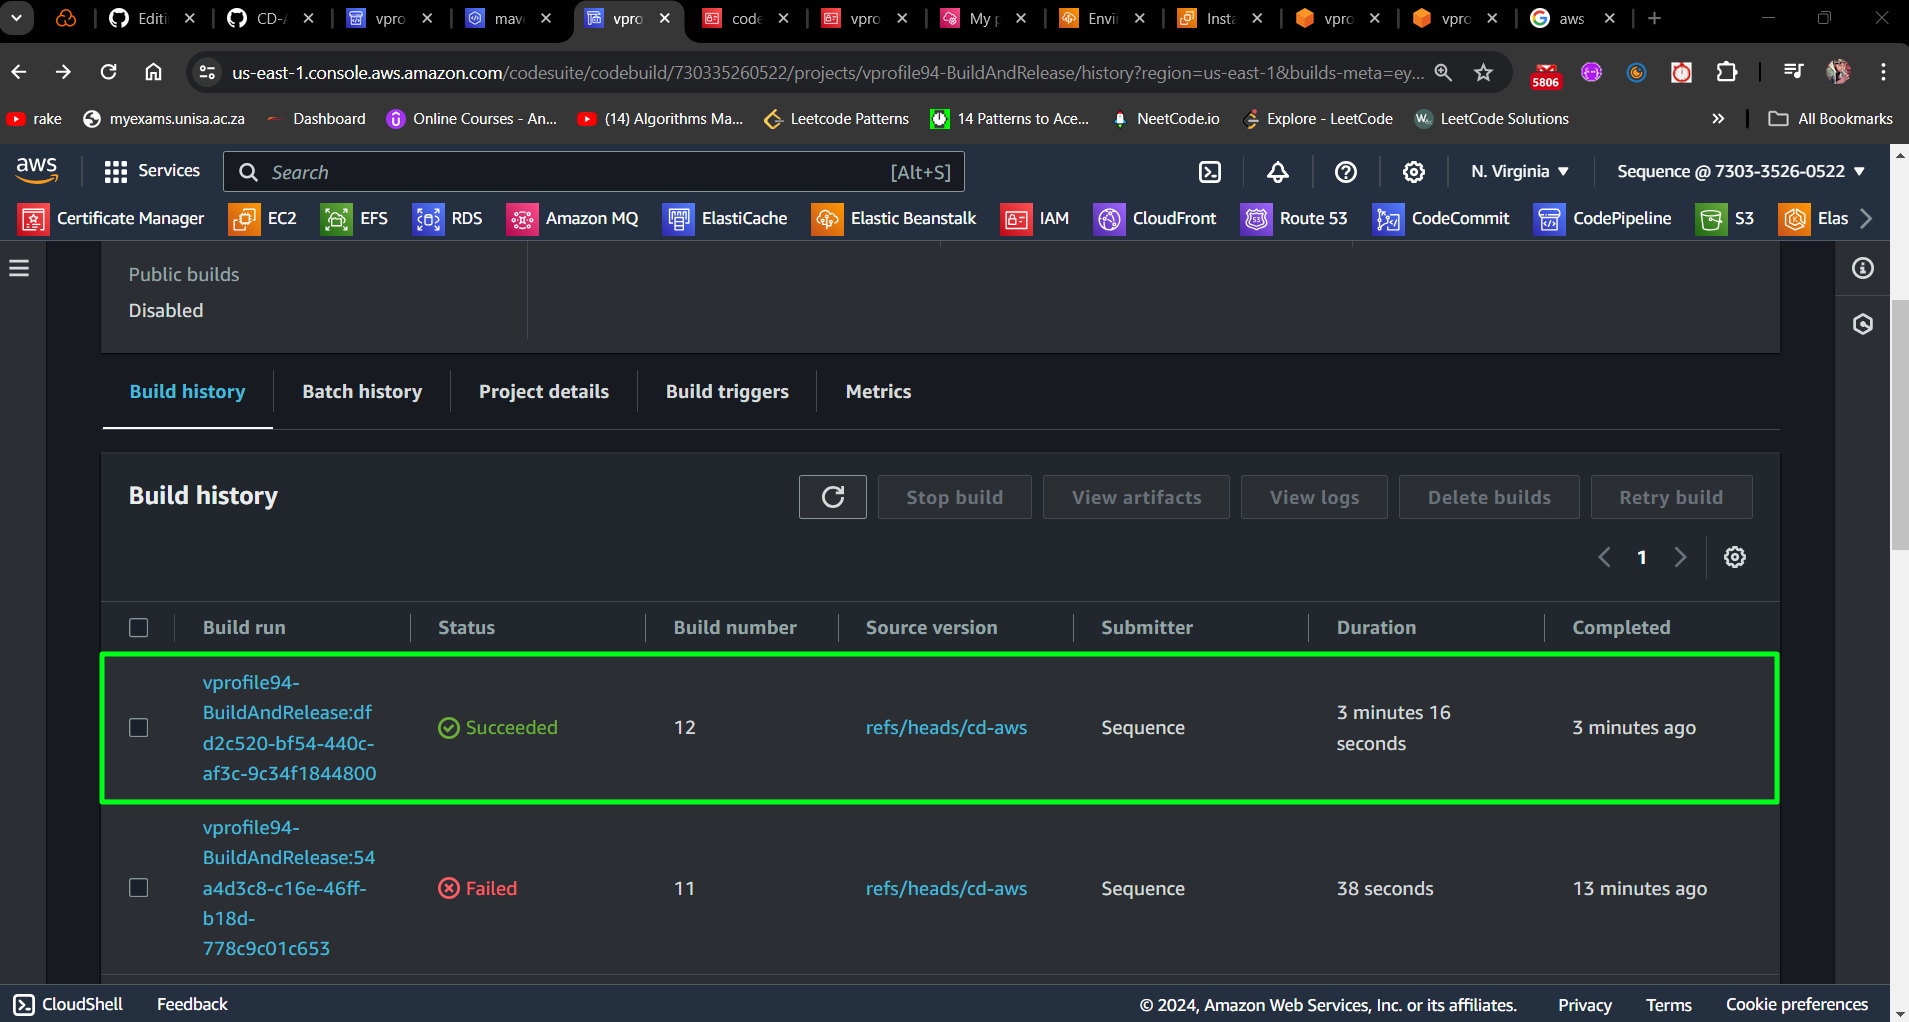 Editi
CD-A
vpro
mave
vpro
code
vpro
My p
Envir
Insta
vpro
vpro
aws
us-east-1.console.aws.amazon.com/codesuite/codebuild/730335260522/projects/vprofile94-BuildAndRelease/history?region=us-east-1&builds-meta=ey...
5806
rake
myexams.unisa.ac.za
Dashboard
Online Courses - An...
(14) Algorithms Ma...
Leetcode Patterns
14 Patterns to Ace...
NeetCode.io
Explore - LeetCode
LeetCode Solutions
All Bookmarks
aws
Services
Search
[Alt+S]
N. Virginia
Sequence @ 7303-3526-0522
Certificate Manager
EC2
EFS
RDS
Amazon MQ
ElastiCache
Elastic Beanstalk
IAM
CloudFront
Route 53
CodeCommit
CodePipeline
S3
Elas
Public builds
Disabled
Build history
Batch history
Project details
Build triggers
Metrics
Build history
Stop build
View artifacts
View logs
Delete builds
Retry build
1
Build run
Status
Build number
Source version
Submitter
Duration
Completed
vprofile94-
BuildAndRelease:df
d2c520-bf54-440c-
af3c-9c34f1844800
Succeeded
12
refs/heads/cd-aws
Sequence
3 minutes 16
seconds
3 minutes ago
vprofile94-
BuildAndRelease:54
a4d3c8-c16e-46ff-
b18d-
778c9c01c653
Failed
11
refs/heads/cd-aws
Sequence
38 seconds
13 minutes ago
CloudShell
Feedback
© 2024, Amazon Web Services, Inc. or its affiliates.
Privacy
Terms
Cookie preferences